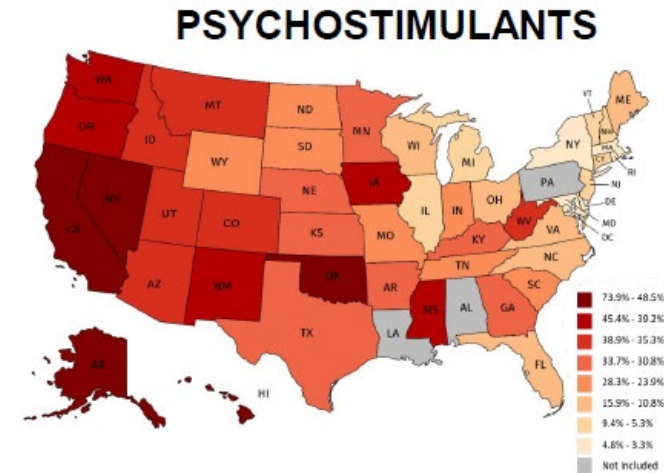 PSYCHOSTIMULANTS
WA
OR
CA
NV
ID
MT
WY
UT
CO
AZ
NM
ND
SD
NE
KS
OK
TX
MN
IA
MO
AR
LA
WI
IL
MI
IN
OH
KY
TN
MS
AL
GA
FL
SC
NC
VA
WV
PA
NY
VT
NH
ME
MA
CT
RI
NJ
DE
MD
DC
AK
HI
73.9% - 48.5%
45.4% - 39.2%
38.9% - 35.3%
33.7% - 30.8%
28.3% - 23.9%
15.9% - 10.8%
9.4% - 5.3%
4.8% - 3.3%
Not Included